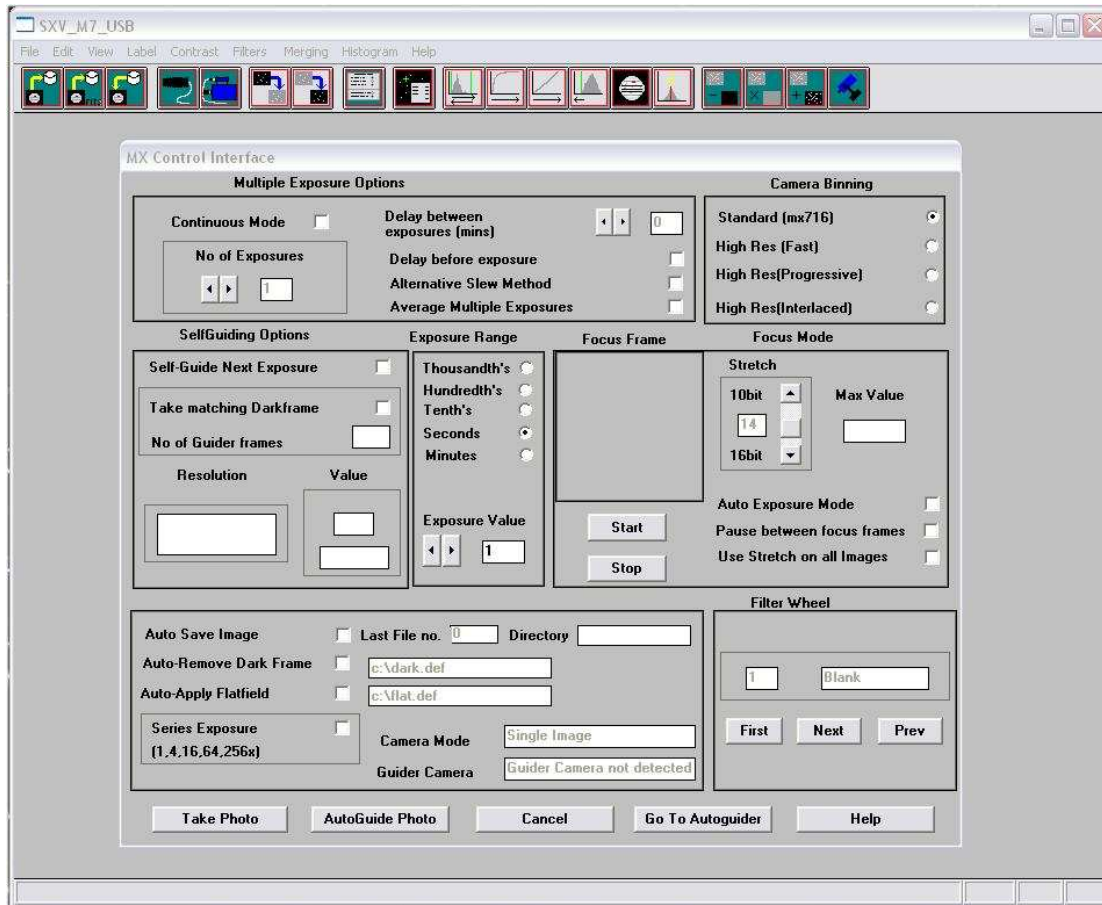 SXV_M7_USB
File Edit View Label Contrast Filters Merging Histogram Help
MX Control Interface
Multiple Exposure Options
Continuous Mode
No of Exposures
1
Delay between
exposures (mins)
0
Delay before exposure
Alternative Slew Method
Average Multiple Exposures
Camera Binning
Standard (mx716)
High Res (Fast)
High Res(Progressive)
High Res(Interlaced)
SelfGuiding Options
Self-Guide Next Exposure
Take matching Darkframe
No of Guider frames
Resolution
Value
Exposure Range
Thousandth's
Hundredth's
Tenth's
Seconds
Minutes
Exposure Value
1
Focus Frame
Start
Stop
Focus Mode
Stretch
10bit
14
16bit
Max Value
Auto Exposure Mode
Pause between focus frames
Use Stretch on all Images
Auto Save Image
Last File no. 0
Directory
Auto-Remove Dark Frame
c:\dark.def
Auto-Apply Flatfield
c:\flat.def
Series Exposure
(1,4,16,64,256x)
Camera Mode
Single Image
Guider Camera
Guider Camera not detected
Filter Wheel
1
Blank
First
Next
Prev
Take Photo
AutoGuide Photo
Cancel
Go To Autoguider
Help